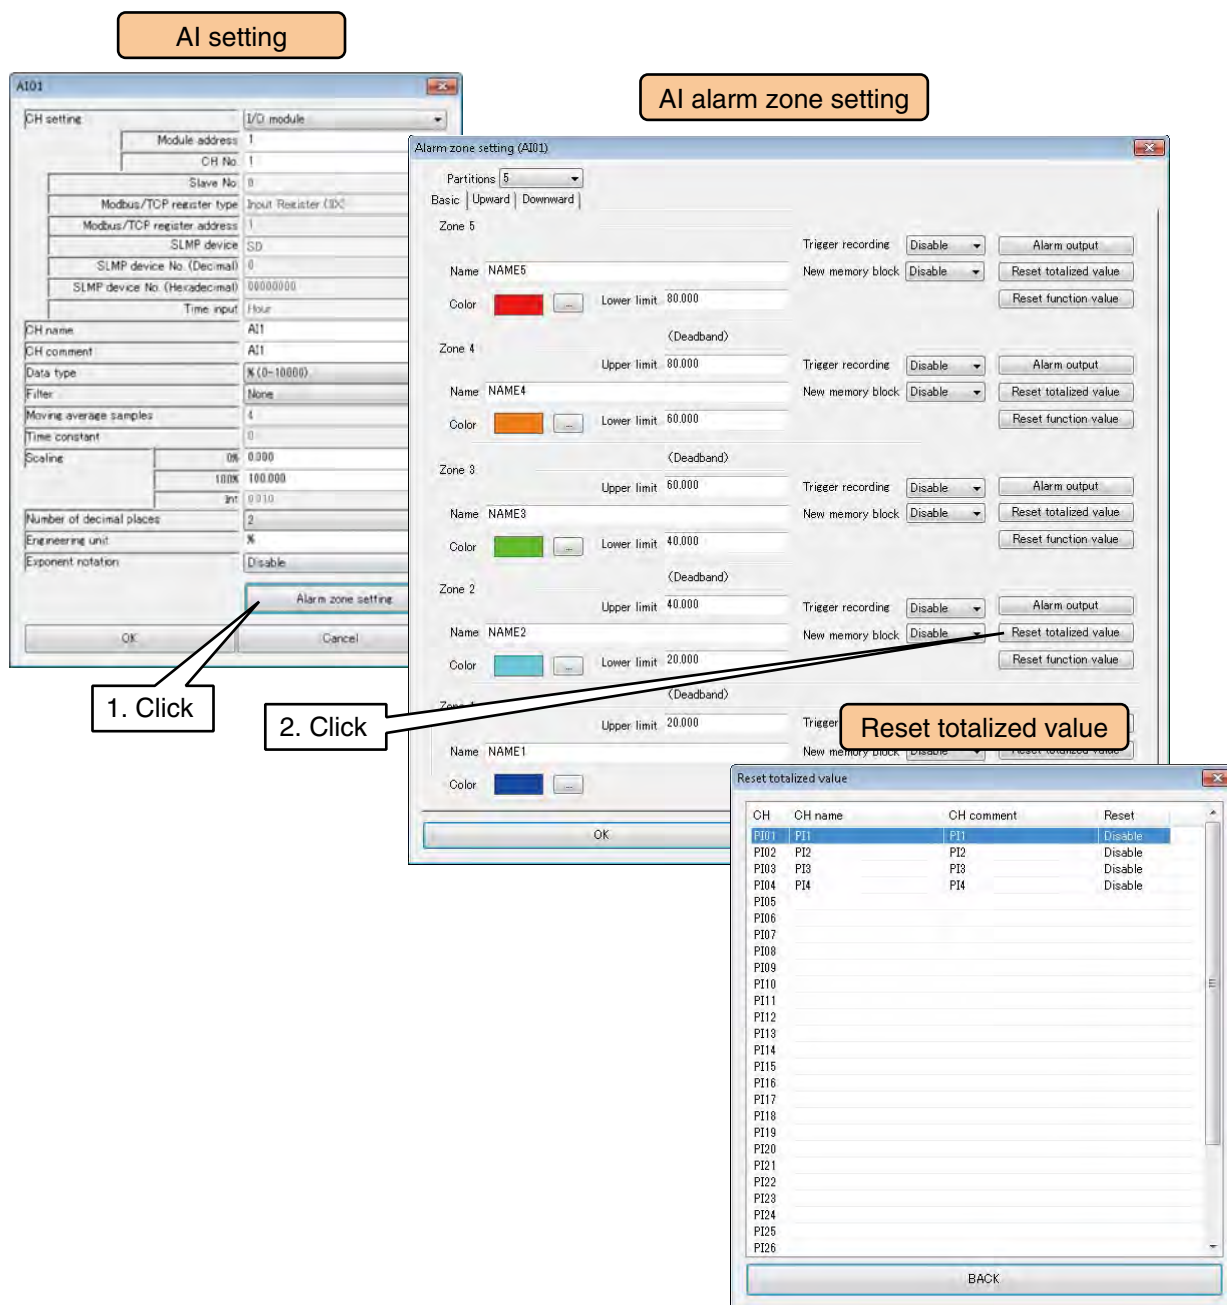 AI setting
AI01
CH setting I/O module
Module address 1
CH No 1
Slave No 0
Modbus/TCP register type Input Register (3X)
Modbus/TCP register address 1
SLMP device SD
SLMP device No. (Decimal) 0
SLMP device No. (Hexadecimal) 00000000
Time input Hour
CH name AI1
CH comment AI1
Data type % (0-10000)
Filter None
Moving average samples 4
Time constant 0
Scaling 0% 0.000
100% 100.000
Int 0.010
Number of decimal places 2
Engineering unit %
Exponent notation Disable
Alarm zone setting
OK Cancel
1. Click
AI alarm zone setting
Alarm zone setting (AI01)
Partitions 5
Basic Upward Downward
Zone 5
Trigger recording Disable Alarm output
Name NAME5 New memory block Disable Reset totalized value
Color ... Lower limit 80.000 Reset function value
(Deadband)
Zone 4
Upper limit 80.000 Trigger recording Disable Alarm output
Name NAME4 New memory block Disable Reset totalized value
Color ... Lower limit 60.000 Reset function value
(Deadband)
Zone 3
Upper limit 60.000 Trigger recording Disable Alarm output
Name NAME3 New memory block Disable Reset totalized value
Color ... Lower limit 40.000 Reset function value
(Deadband)
Zone 2
Upper limit 40.000 Trigger recording Disable Alarm output
Name NAME2 New memory block Disable Reset totalized value
Color ... Lower limit 20.000 Reset function value
(Deadband)
Zone
Upper limit 20.000 Trigger
Name NAME1 New memory block Disable Reset totalized value
Color ...
OK
2. Click
Reset totalized value
Reset totalized value
CH CH name CH comment Reset
PI01 PI1 PI1 Disable
PI02 PI2 PI2 Disable
PI03 PI3 PI3 Disable
PI04 PI4 PI4 Disable
PI05
PI06
PI07
PI08
PI09
PI10
PI11
PI12
PI13
PI14
PI15
PI16
PI17
PI18
PI19
PI20
PI21
PI22
PI23
PI24
PI25
PI26
BACK